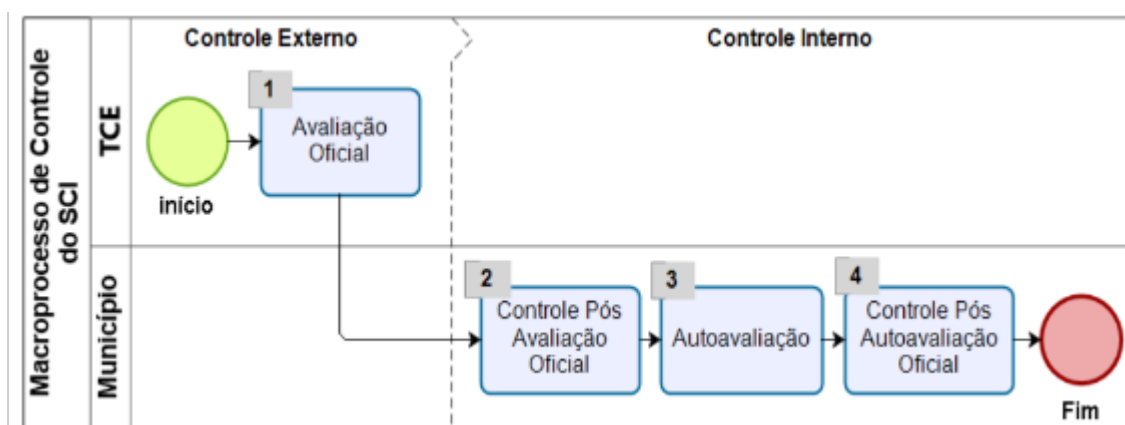 Macroprocesso de Controle
do SCI
Controle Externo
Controle Interno
TCE
início
1
Avaliação
Oficial
Município
2
Controle Pós
Avaliação
Oficial
3
Autoavaliação
4
Controle Pós
Autoavaliação
Oficial
Fim